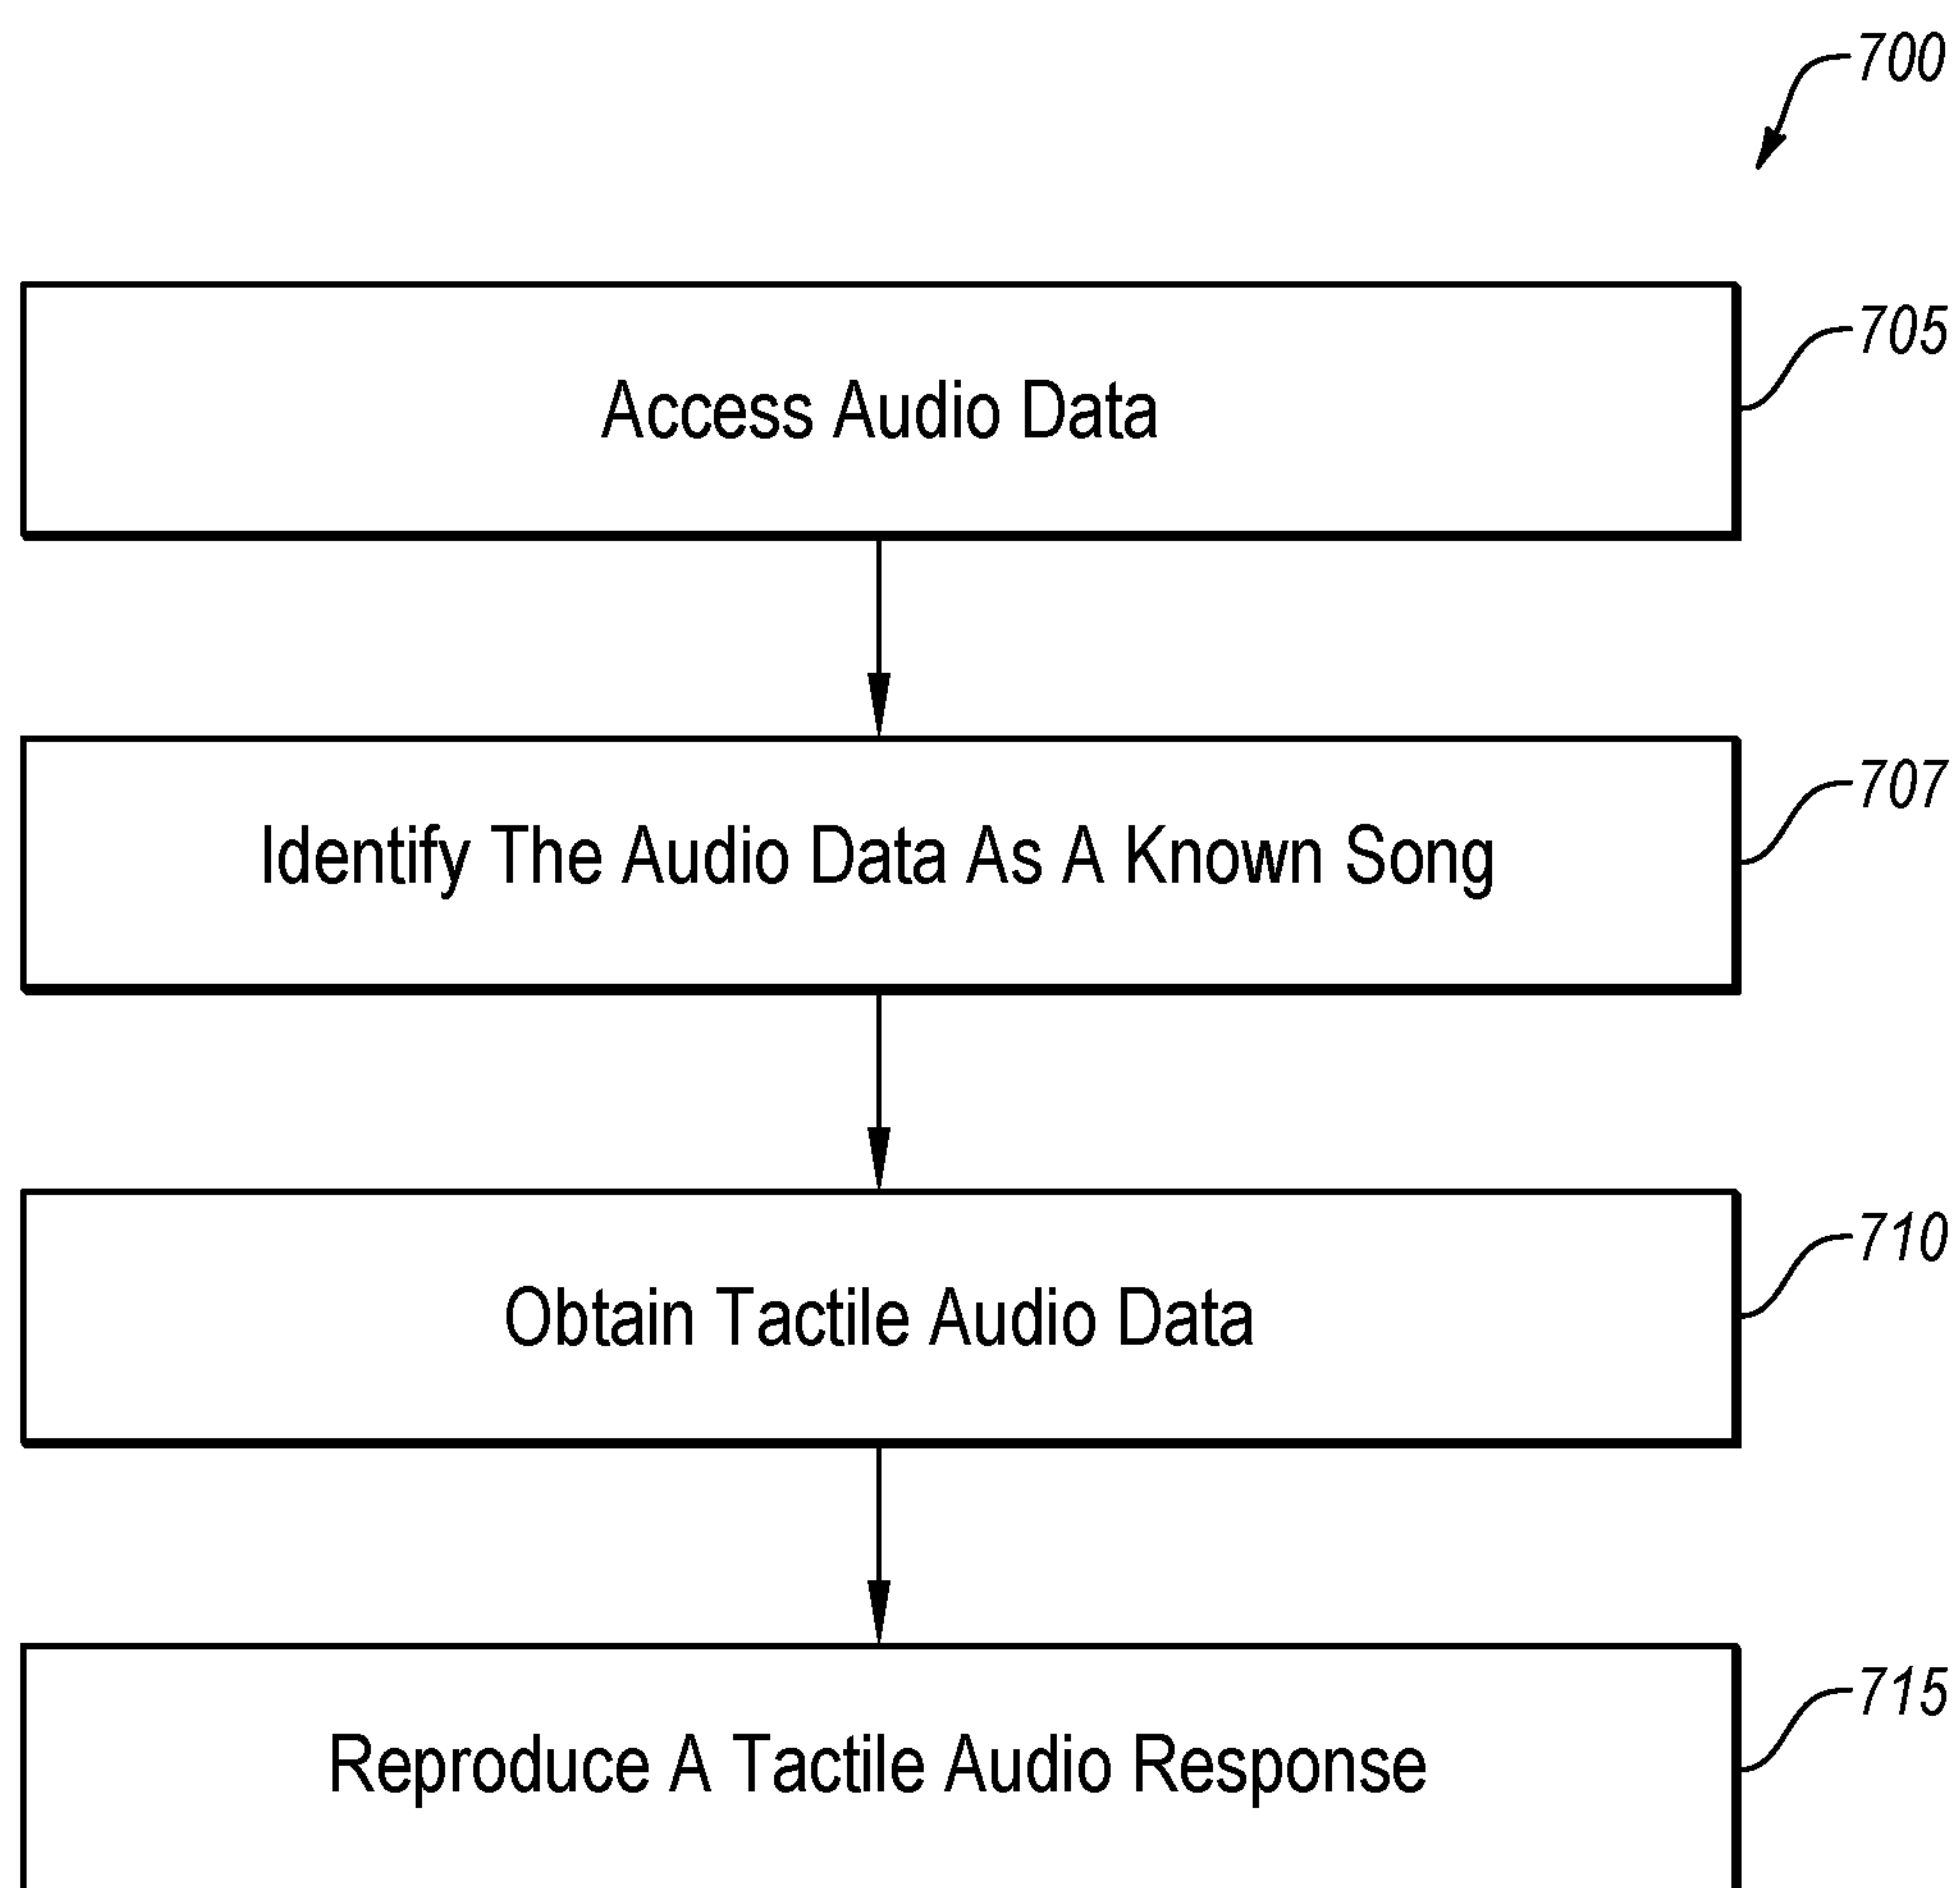 700
Access Audio Data
705
Identify The Audio Data As A Known Song
707
Obtain Tactile Audio Data
710
Reproduce A Tactile Audio Response
715